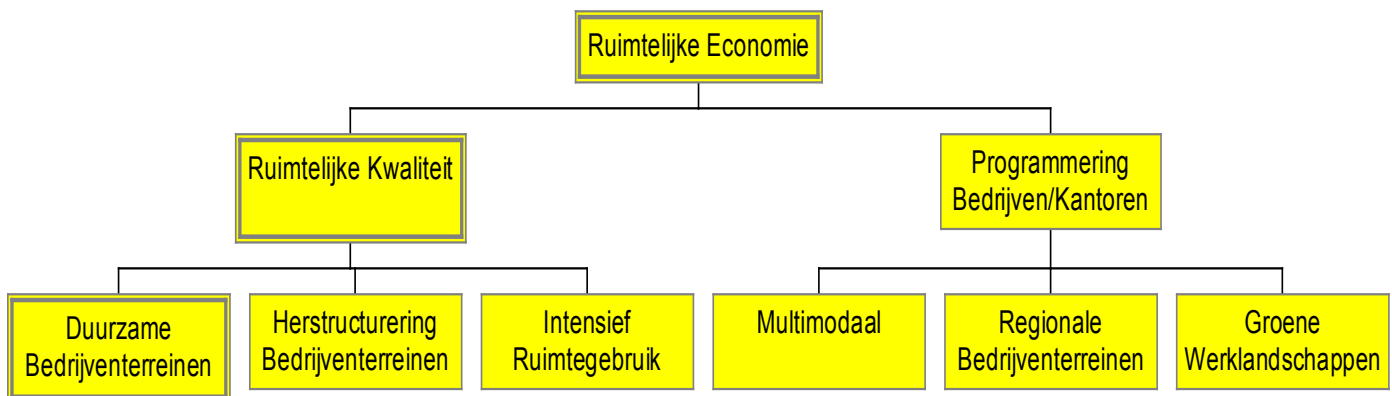 Ruimtelijke Economie
Ruimtelijke Kwaliteit
Programmering
Bedrijven/Kantoren
Duurzame
Bedrijventerreinen
Herstructurering
Bedrijventerreinen
Intensief
Ruimtegebruik
Multimodaal
Regionale
Bedrijventerreinen
Groene
Werklandschappen